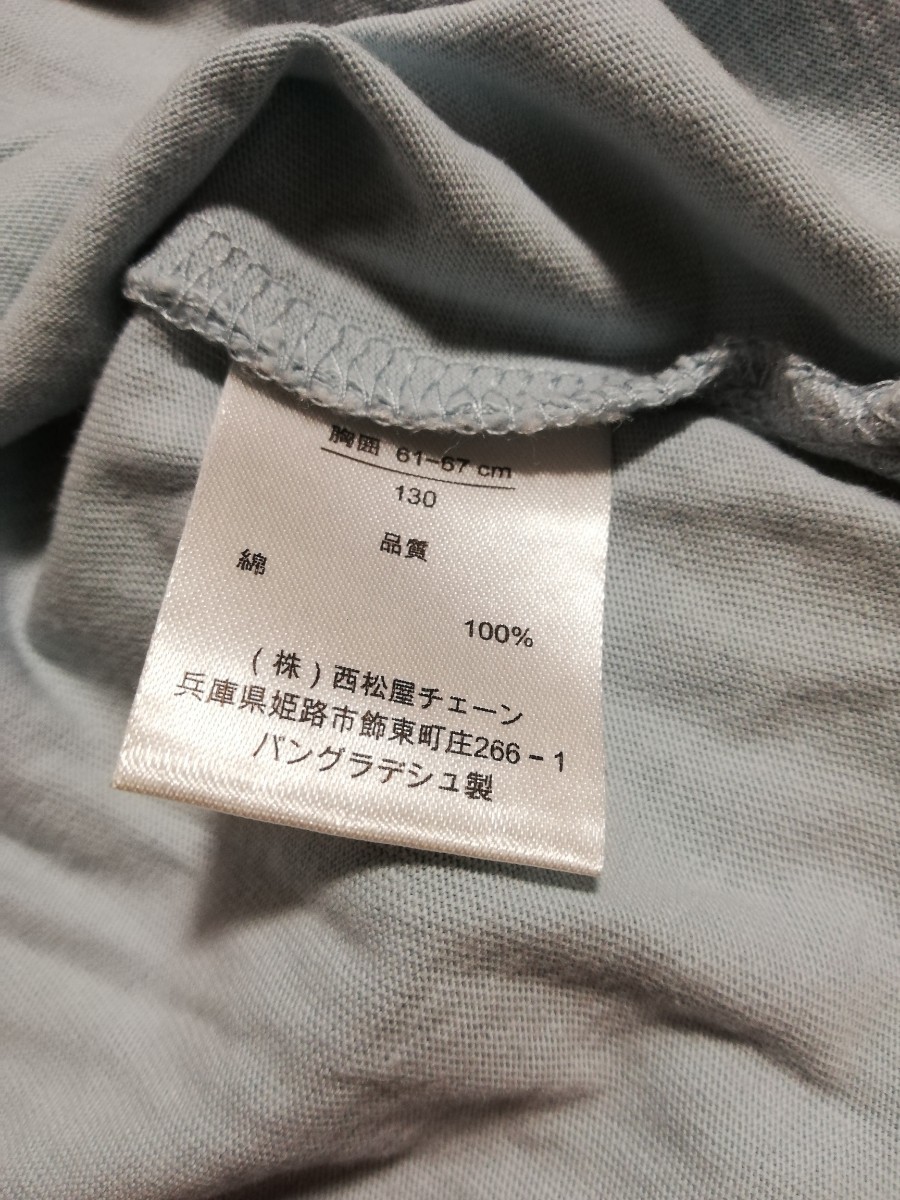 胸囲 61-67 cm
130
品質
綿 100%
(株)西松屋チェーン
兵庫県姫路市飾東町庄266-1
バングラデシュ製